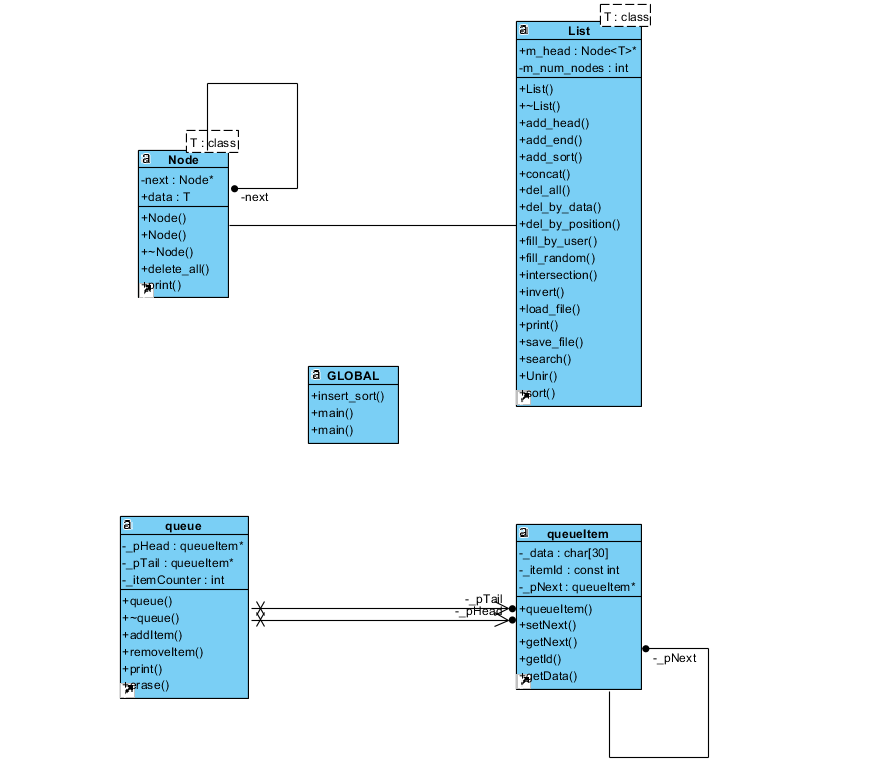 T : class
List
+m_head : Node<T>*
-m_num_nodes : int
+List()
+~List()
+add_head()
+add_end()
+add_sort()
+concat()
+del_all()
+del_by_data()
+del_by_position()
+fill_by_user()
+fill_random()
+intersection()
+invert()
+load_file()
+print()
+save_file()
+search()
+Unir()
+sort()
T : class
Node
-next : Node*
+data : T
+Node()
+Node()
+~Node()
+delete_all()
+print()
-next
GLOBAL
+insert_sort()
+main()
+main()
queue
-_pHead : queueItem*
-_pTail : queueItem*
-_itemCounter : int
+queue()
+~queue()
+addItem()
+removeItem()
+print()
+erase()
-_pTail
-_pHead
queueItem
-_data : char[30]
-_itemId : const int
-_pNext : queueItem*
+queueItem()
+setNext()
+getNext()
+getId()
+getData()
-_pNext